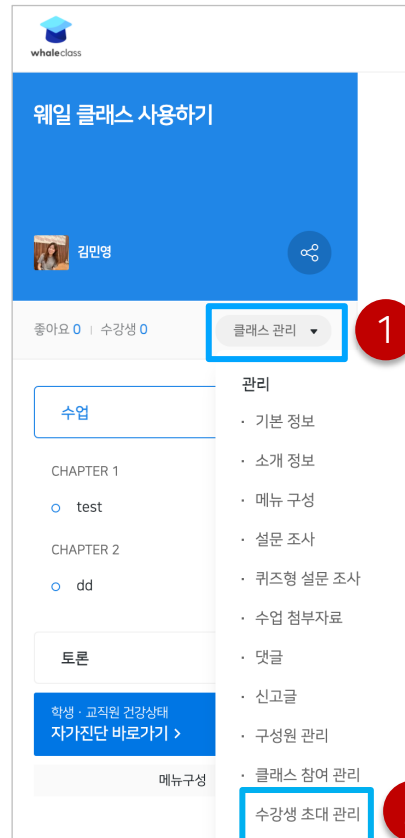 whaleclass
웨일 클래스 사용하기
김민영
좋아요 0 | 수강생 0
클래스 관리
1
관리
수업
· 기본 정보
CHAPTER 1
· 소개 정보
test
· 메뉴 구성
CHAPTER 2
· 설문 조사
dd
· 퀴즈형 설문 조사
· 수업 첨부자료
토론
· 댓글
· 신고글
학생 · 교직원 건강상태
자가진단 바로가기 >
· 구성원 관리
메뉴구성
· 클래스 참여 관리
수강생 초대 관리